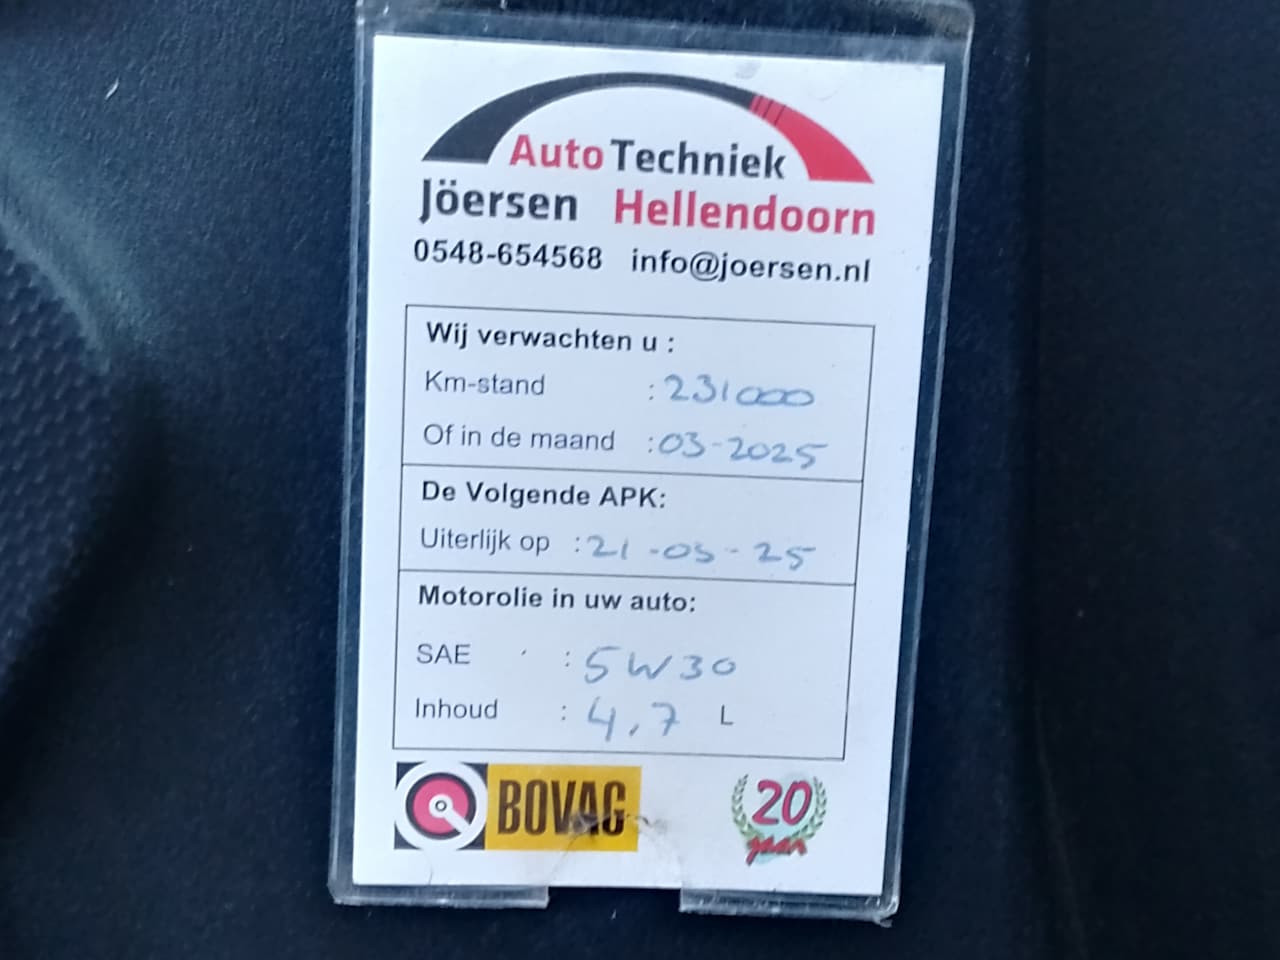 Auto Techniek
Jöersen Hellendoorn
0548-654568 info@joersen.nl
Wij verwachten u :
Km-stand : 231000
Of in de maand : 03-2025
De Volgende APK:
Uiterlijk op : 21-03-25
Motorolie in uw auto:
SAE : 5W30
Inhoud : 4,7 L
BOVAG
20
jaar